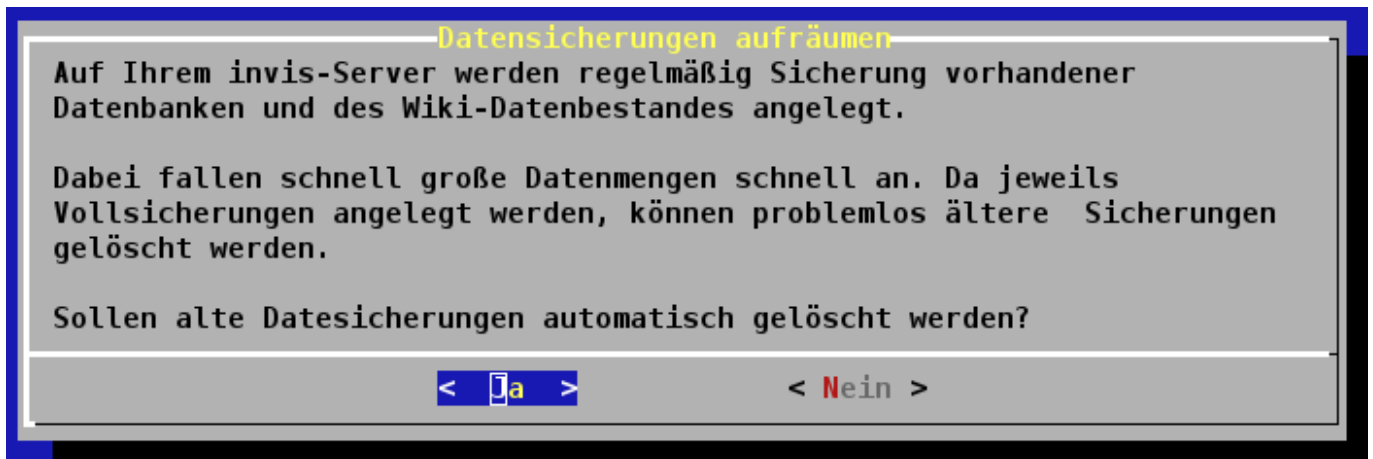 Datensicherungen aufräumen
Auf Ihrem invis-Server werden regelmäßig Sicherung vorhandener
Datenbanken und des Wiki-Datenbestandes angelegt.
Dabei fallen schnell große Datenmengen schnell an. Da jeweils
Vollsicherungen angelegt werden, können problemlos ältere  Sicherungen
gelöscht werden.
Sollen alte Datesicherungen automatisch gelöscht werden?
<  Ja  > < Nein >